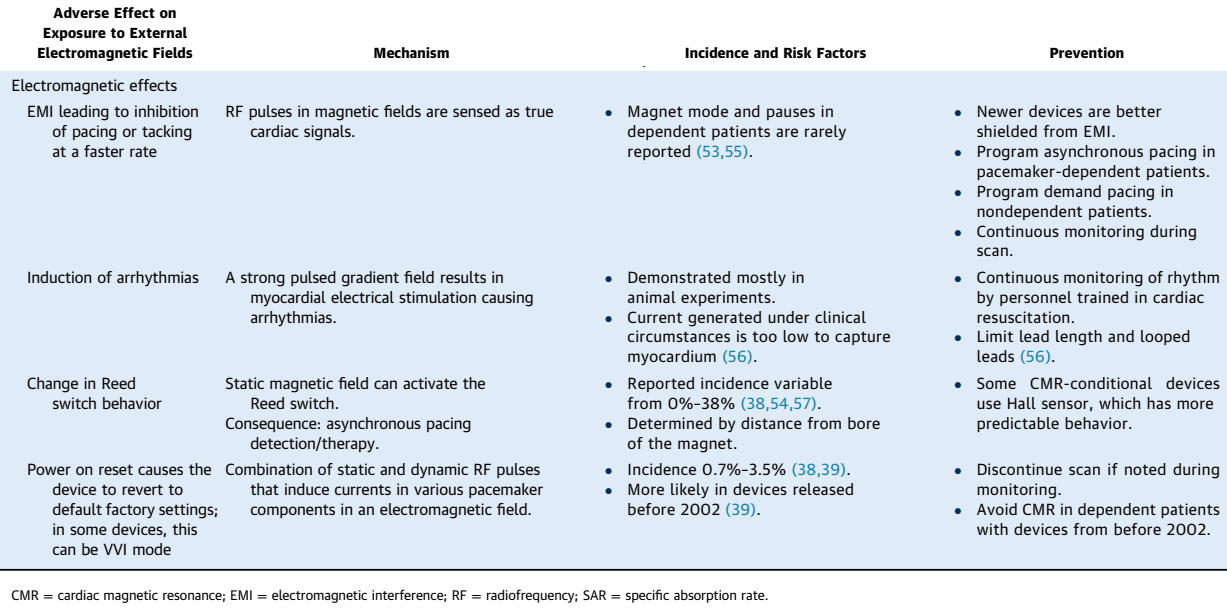 Adverse Effect on
Exposure to External
Electromagnetic Fields
Mechanism
Incidence and Risk Factors
Prevention
Electromagnetic effects
EMI leading to inhibition
of pacing or tacking
at a faster rate
RF pulses in magnetic fields are sensed as true
cardiac signals.
• Magnet mode and pauses in
dependent patients are rarely
reported (53,55).
• Newer devices are better
shielded from EMI.
• Program asynchronous pacing in
pacemaker-dependent patients.
• Program demand pacing in
nondependent patients.
• Continuous monitoring during
scan.
Induction of arrhythmias
A strong pulsed gradient field results in
myocardial electrical stimulation causing
arrhythmias.
• Demonstrated mostly in
animal experiments.
• Current generated under clinical
circumstances is too low to capture
myocardium (56).
• Continuous monitoring of rhythm
by personnel trained in cardiac
resuscitation.
• Limit lead length and looped
leads (56).
Change in Reed
switch behavior
Static magnetic field can activate the
Reed switch.
Consequence: asynchronous pacing
detection/therapy.
• Reported incidence variable
from 0%–38% (38,54,57).
• Determined by distance from bore
of the magnet.
• Some CMR-conditional devices
use Hall sensor, which has more
predictable behavior.
Power on reset causes the
device to revert to
default factory settings;
in some devices, this
can be VVI mode
Combination of static and dynamic RF pulses
that induce currents in various pacemaker
components in an electromagnetic field.
• Incidence 0.7%–3.5% (38,39).
• More likely in devices released
before 2002 (39).
• Discontinue scan if noted during
monitoring.
• Avoid CMR in dependent patients
with devices from before 2002.
CMR = cardiac magnetic resonance; EMI = electromagnetic interference; RF = radiofrequency; SAR = specific absorption rate.